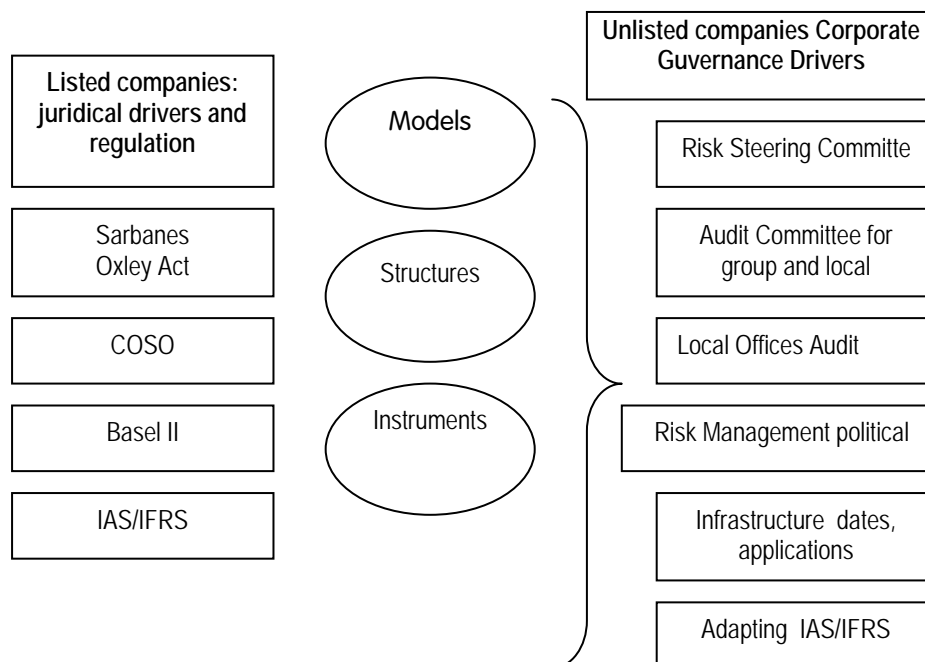 Listed companies:
juridical drivers and
regulation
Sarbanes
Oxley Act
COSO
Basel II
IAS/IFRS
Models
Structures
Instruments
Unlisted companies Corporate
Guvernance Drivers
Risk Steering Committe
Audit Committee for
group and local
Local Offices Audit
Risk Management political
Infrastructure dates,
applications
Adapting IAS/IFRS